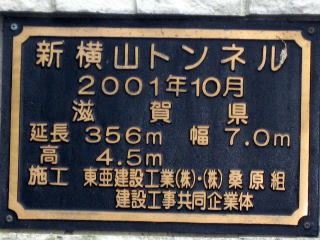 新横山トンネル
2001年10月
滋賀県
延長 356m 幅 7.0m
高 4.5m
施工 東亜建設工業(株)・(株)桑原組
建設工事共同企業体